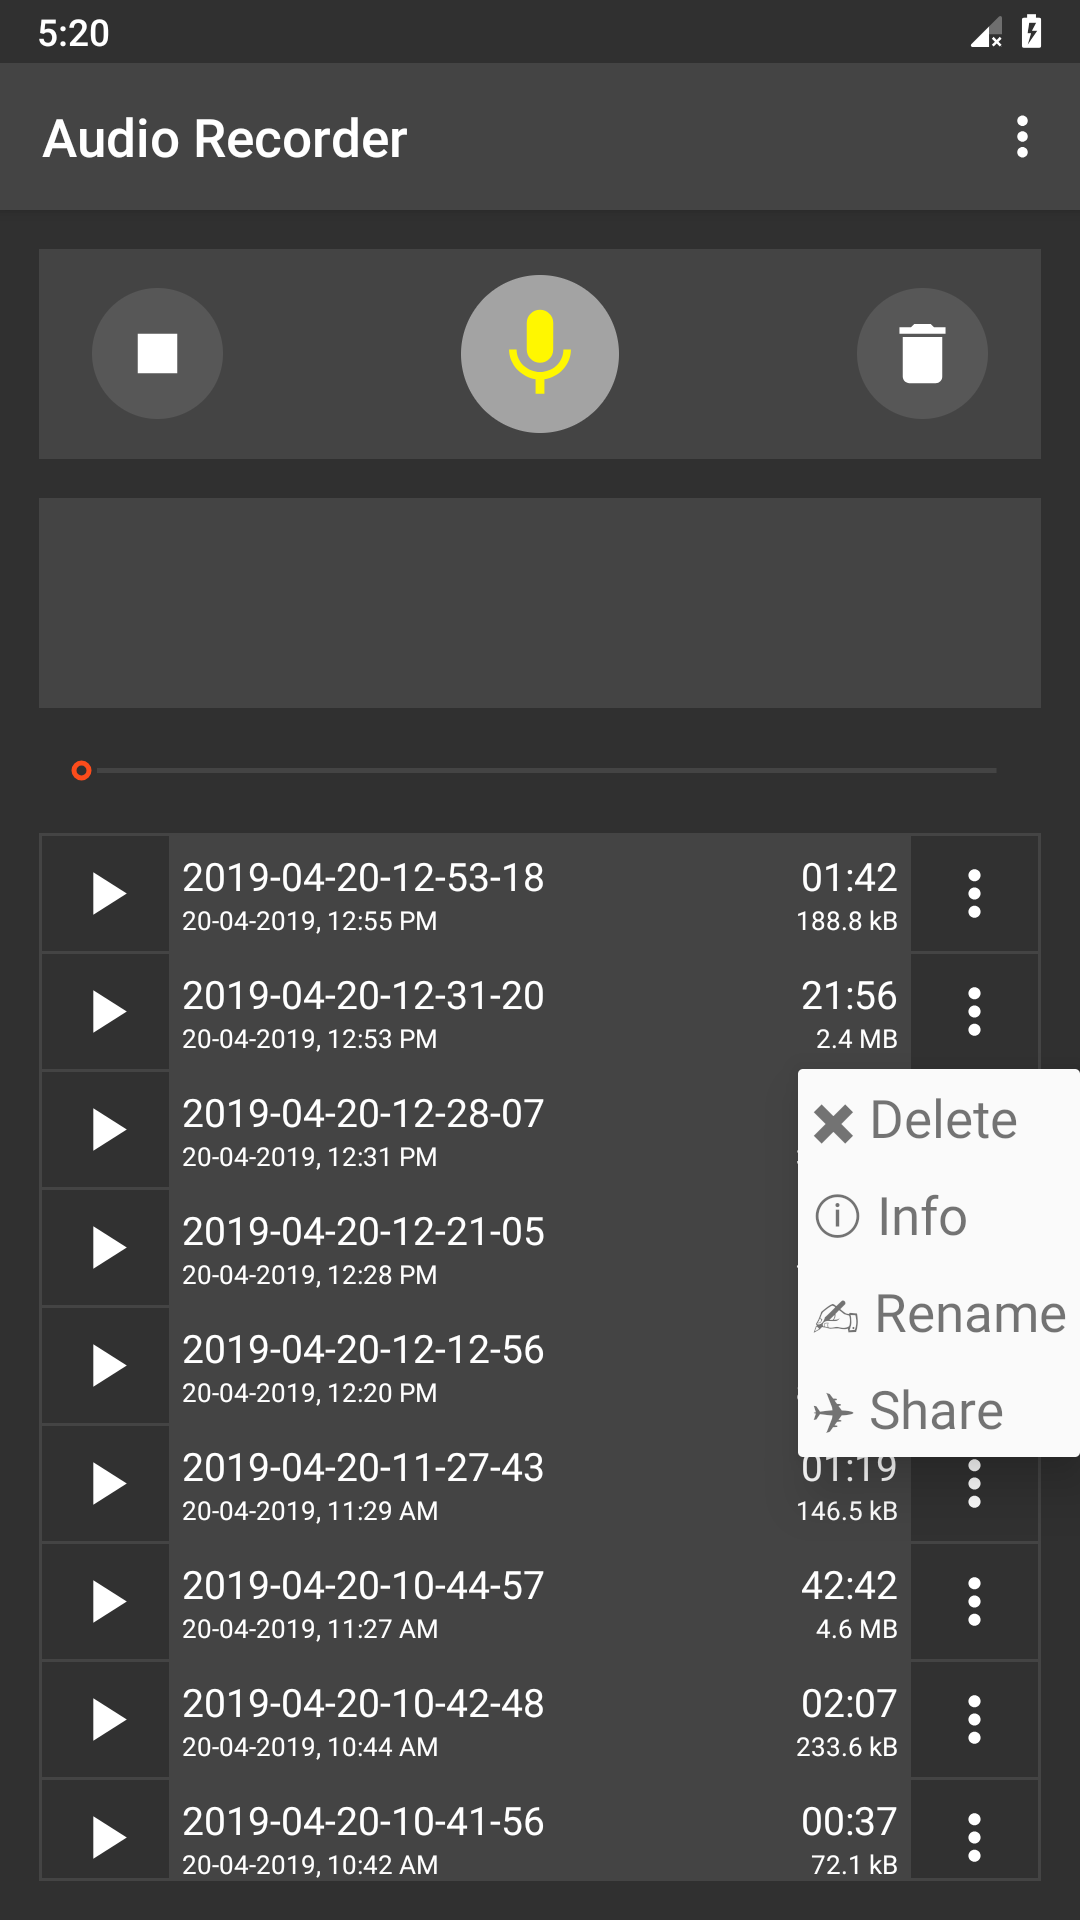 5:20
Audio Recorder
2019-04-20-12-53-18 01:42
20-04-2019, 12:55 PM 188.8 kB
2019-04-20-12-31-20 21:56
20-04-2019, 12:53 PM 2.4 MB
2019-04-20-12-28-07
20-04-2019, 12:31 PM
Delete
Info
Rename
Share
2019-04-20-12-21-05
20-04-2019, 12:28 PM
2019-04-20-12-12-56
20-04-2019, 12:20 PM
2019-04-20-11-27-43 01:19
20-04-2019, 11:29 AM 146.5 kB
2019-04-20-10-44-57 42:42
20-04-2019, 11:27 AM 4.6 MB
2019-04-20-10-42-48 02:07
20-04-2019, 10:44 AM 233.6 kB
2019-04-20-10-41-56 00:37
20-04-2019, 10:42 AM 72.1 kB